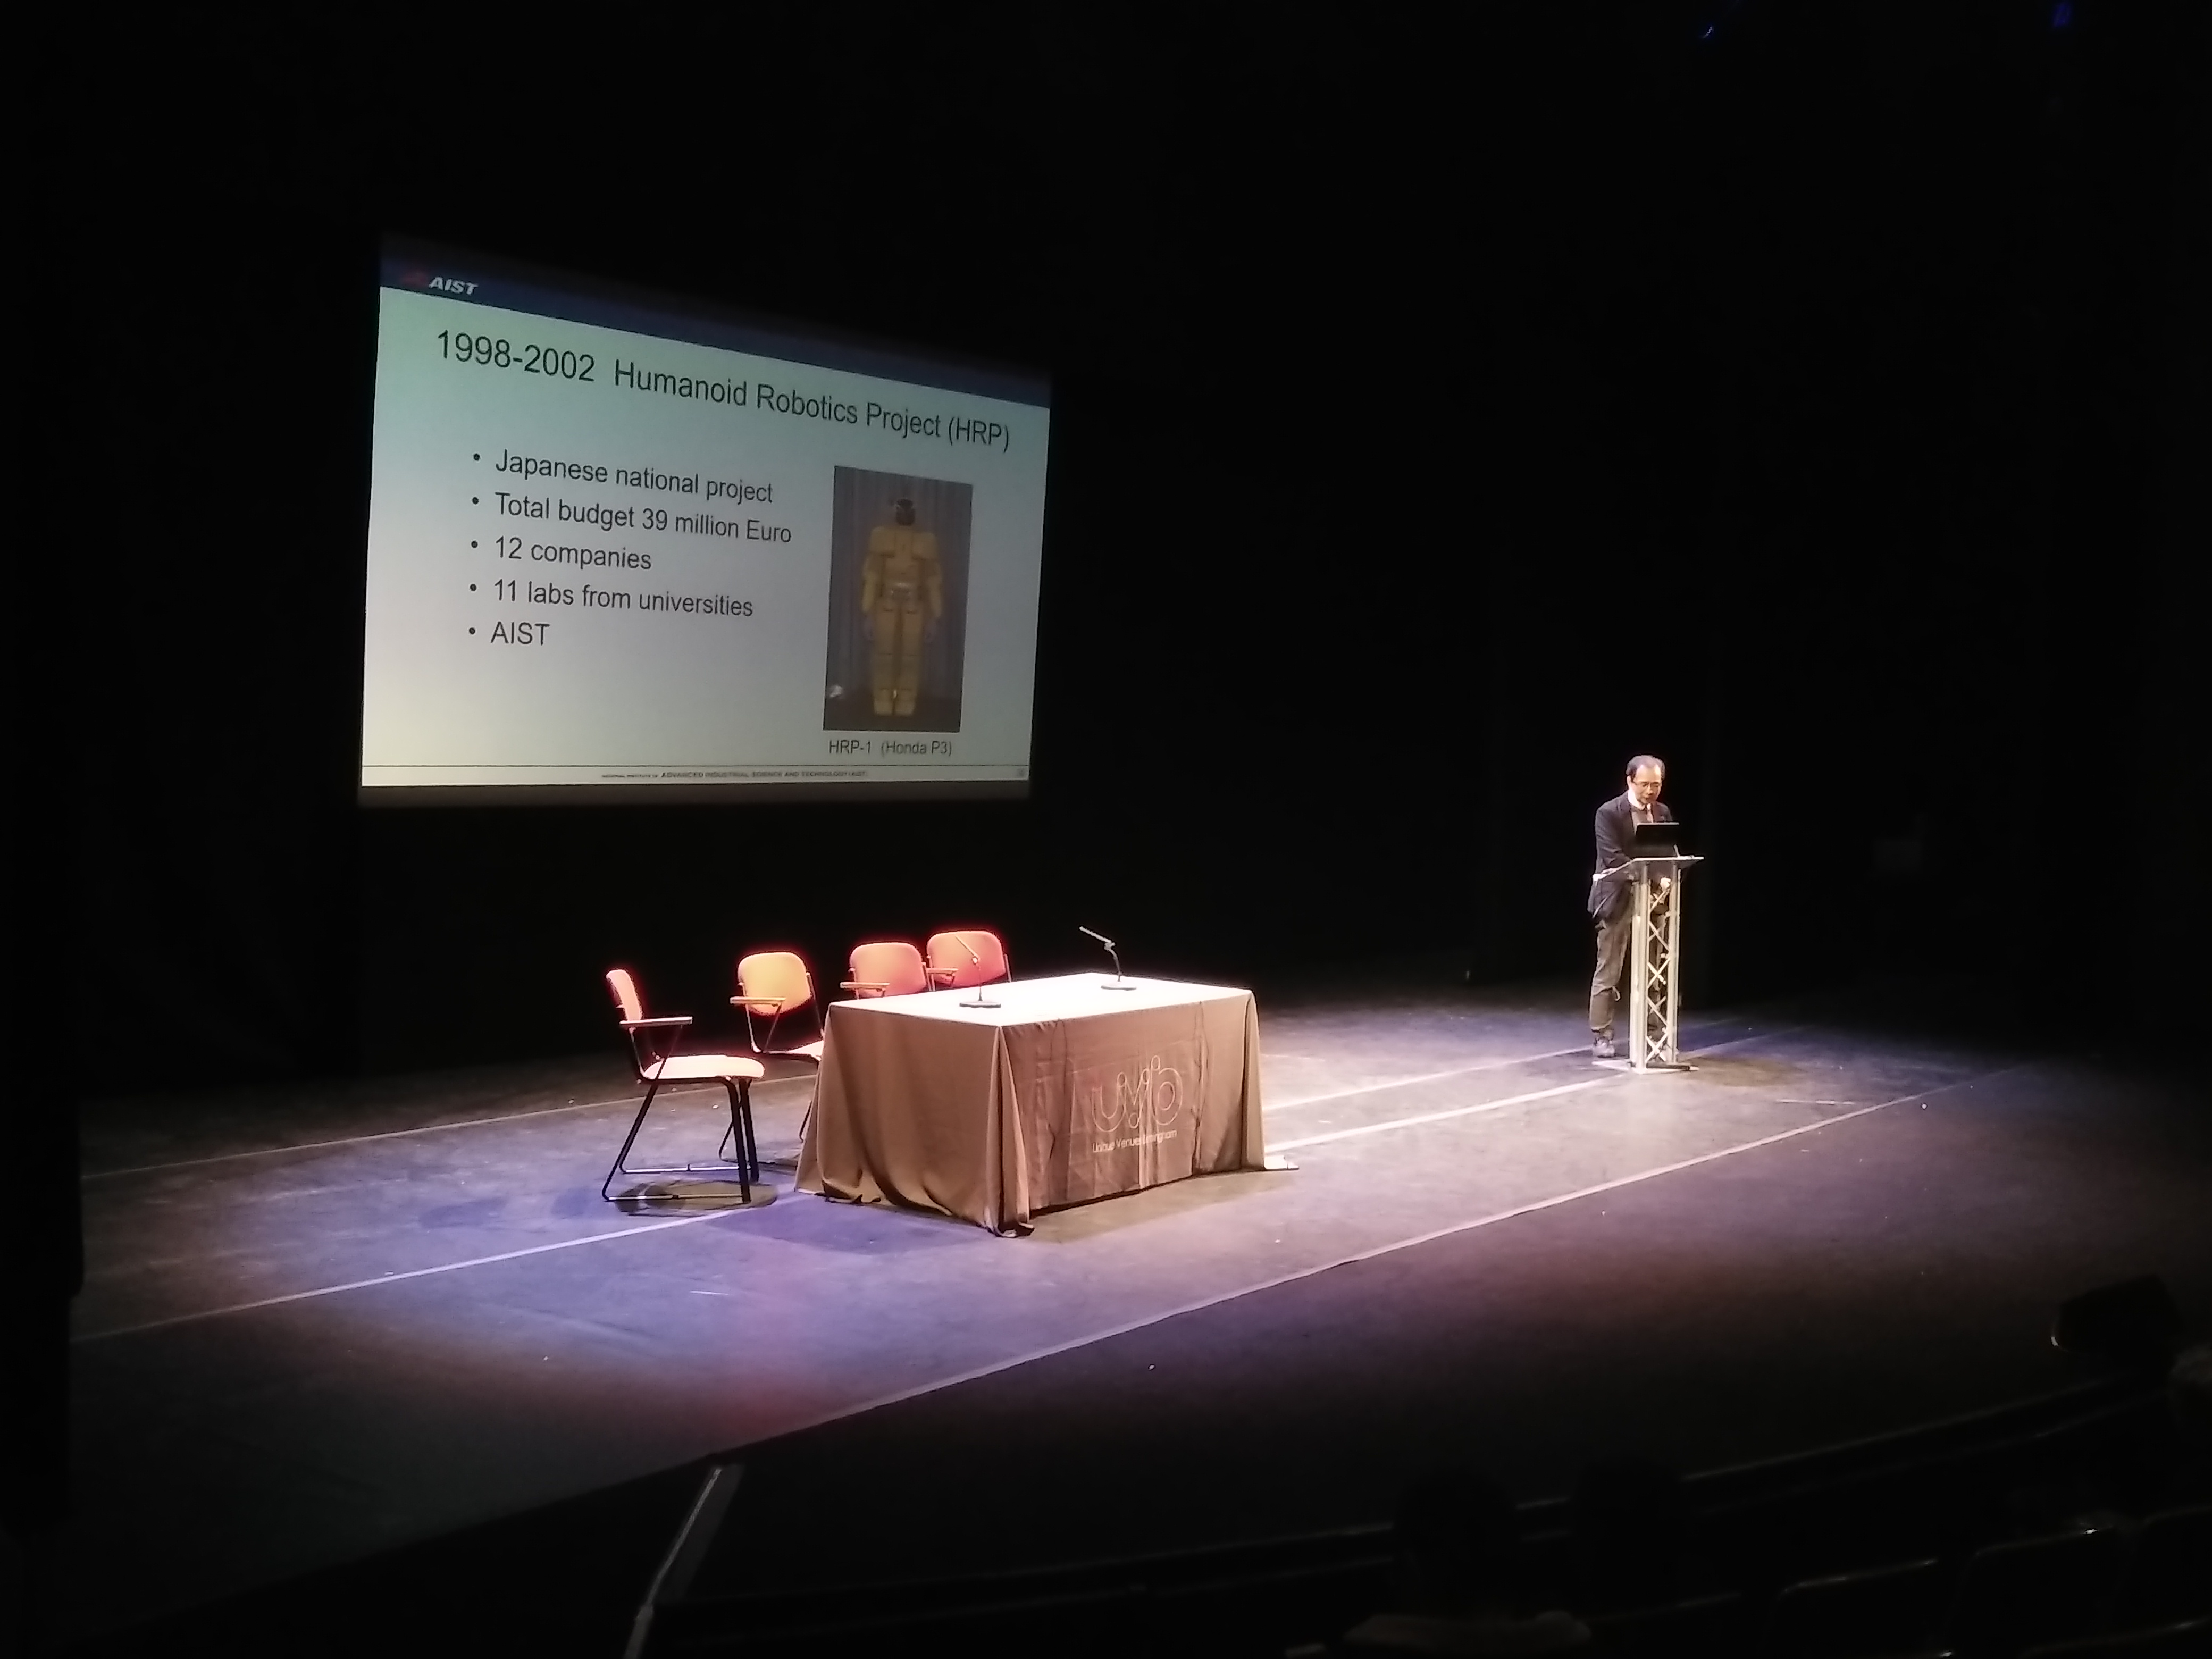 AIST
1998-2002 Humanoid Robotics Project (HRP)
• Japanese national project
• Total budget 39 million Euro
• 12 companies
• 11 labs from universities
• AIST
HRP-1 (Honda P3)
NATIONAL INSTITUTE OF ADVANCED INDUSTRIAL SCIENCE AND TECHNOLOGY (AIST)
uvb
Unique Venues Birmingham